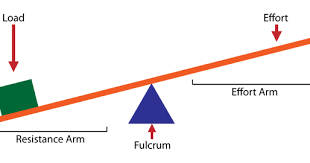 Load
Effort
Effort Arm
Resistance Arm
Fulcrum